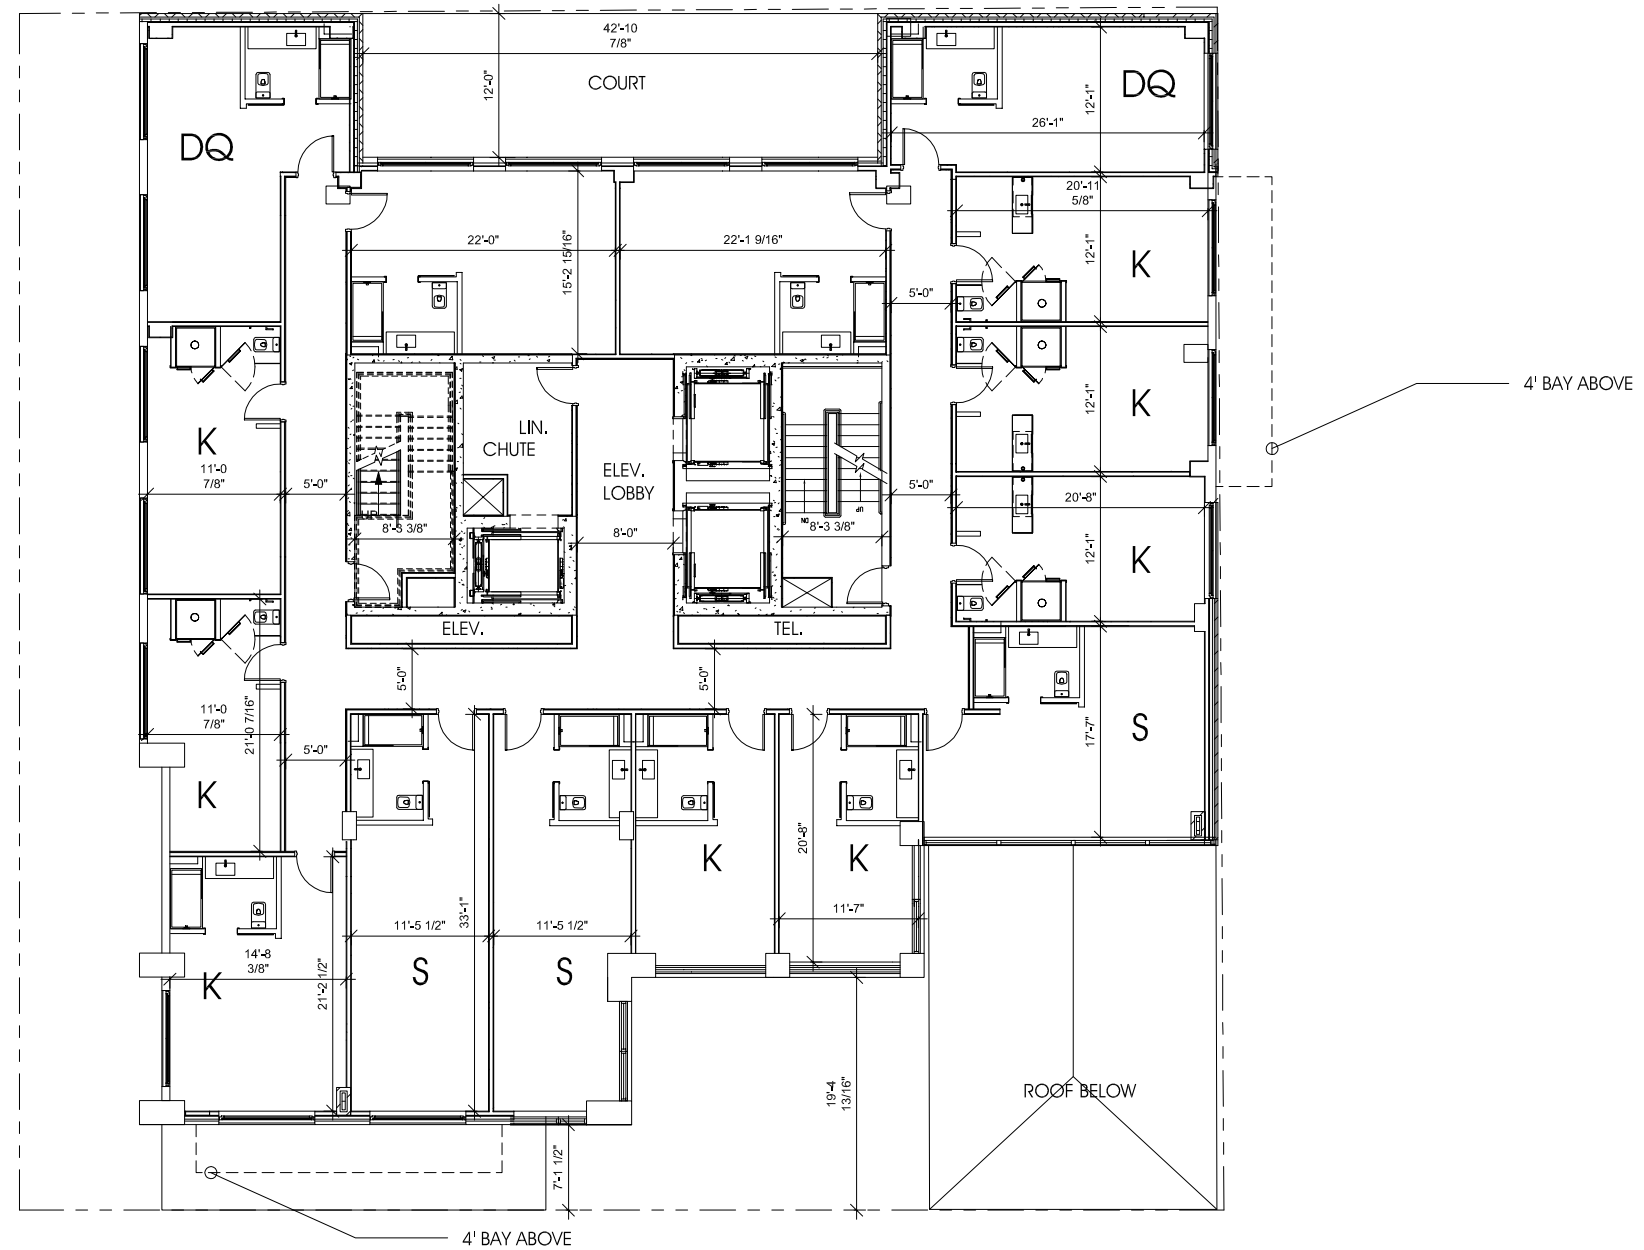 42'-10
7/8"
12'-0"
COURT
DQ
12'-1"
26'-1"
DQ
20'-11
5/8"
22'-0"
15'-2 15/16"
22'-1 9/16"
12'-1"
K
5'-0"
4' BAY ABOVE
12'-1"
K
K
11'-0
7/8"
5'-0"
LIN.
CHUTE
ELEV.
LOBBY
UP
8'-3 3/8"
8'-0"
DN
UP
8'-3 3/8"
5'-0"
20'-8"
12'-1"
K
ELEV.
TEL.
5'-0"
5'-0"
11'-0
7/8"
21'-0 7/16"
5'-0"
K
17'-7"
S
20'-8"
K
K
11'-7"
33'-1"
11'-5 1/2"
11'-5 1/2"
14'-8
3/8"
K
21'-2 1/2"
S
S
19'-4
13/16"
ROOF BELOW
7'-1 1/2"
4' BAY ABOVE